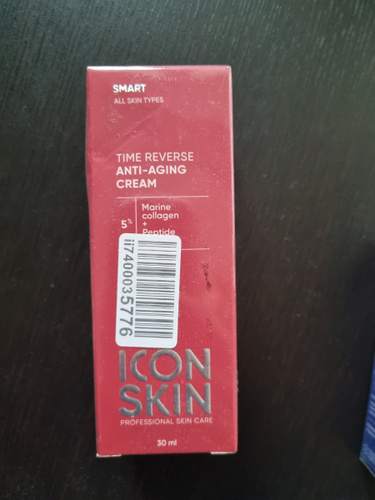 SMART
ALL SKIN TYPES
TIME REVERSE
ANTI-AGING
CREAM
5%
Marine
collagen
+
Peptide
ii7400035776
ICON
SKIN
PROFESSIONAL SKIN CARE
30 ml